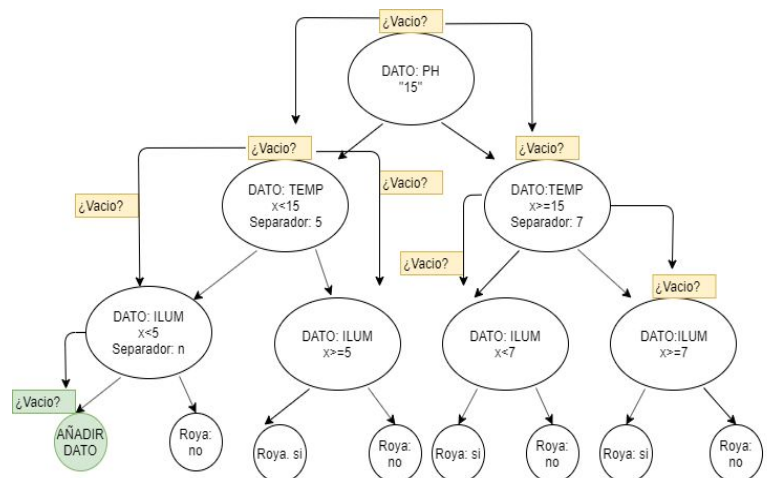 ¿Vacio?
DATO: PH
"15"
¿Vacio?
¿Vacio?
DATO: TEMP
x<15
Separador: 5
DATO:TEMP
x>=15
Separador: 7
¿Vacio?
¿Vacio?
¿Vacio?
¿Vacio?
DATO: ILUM
x<5
Separador: n
DATO: ILUM
x>=5
DATO: ILUM
x<7
DATO:ILUM
x>=7
¿Vacio?
AÑADIR
DATO
Roya:
no
Roya. si
Roya:
no
Roya: si
Roya:
no
Roya: si
Roya:
no